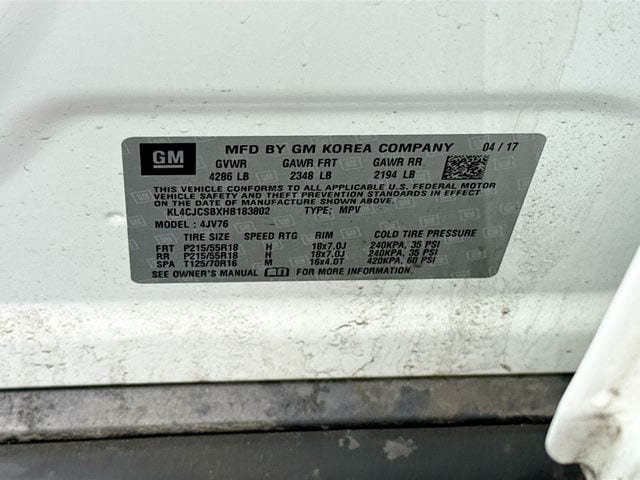 GM MFD BY GM KOREA COMPANY 04 / 17
GVWR GAWR FRT GAWR RR
4286 LB 2348 LB 2194 LB
THIS VEHICLE CONFORMS TO ALL APPLICABLE U.S. FEDERAL MOTOR
VEHICLE SAFETY AND THEFT PREVENTION STANDARDS IN EFFECT
ON THE DATE OF MANUFACTURE SHOWN ABOVE.
KL4CJCSBXHB183802 TYPE: MPV
MODEL : 4JV76
TIRE SIZE SPEED RTG RIM COLD TIRE PRESSURE
FRT P215/55R18 H 18x7.0J 240KPA, 35 PSI
RR P215/55R18 H 18x7.0J 240KPA, 35 PSI
SPA T125/70R16 M 16x4.0T 420KPA, 60 PSI
SEE OWNER'S MANUAL FOR MORE INFORMATION.